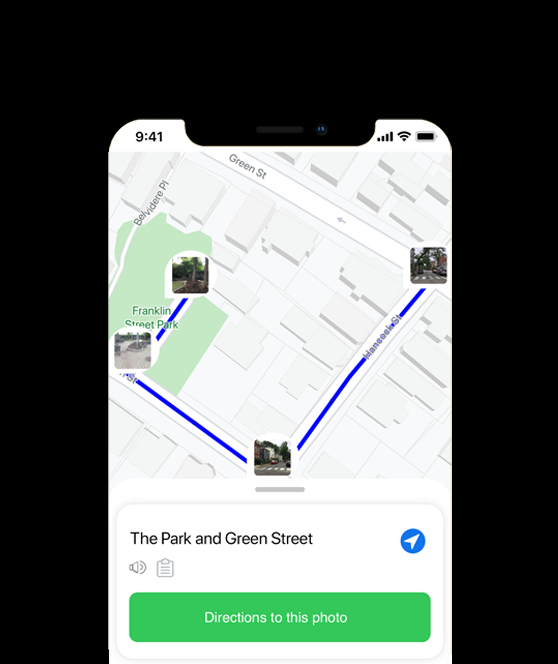 9:41
Green St
Belvidere Pl
Franklin
Street Park
Hancock St
St
The Park and Green Street
Directions to this photo